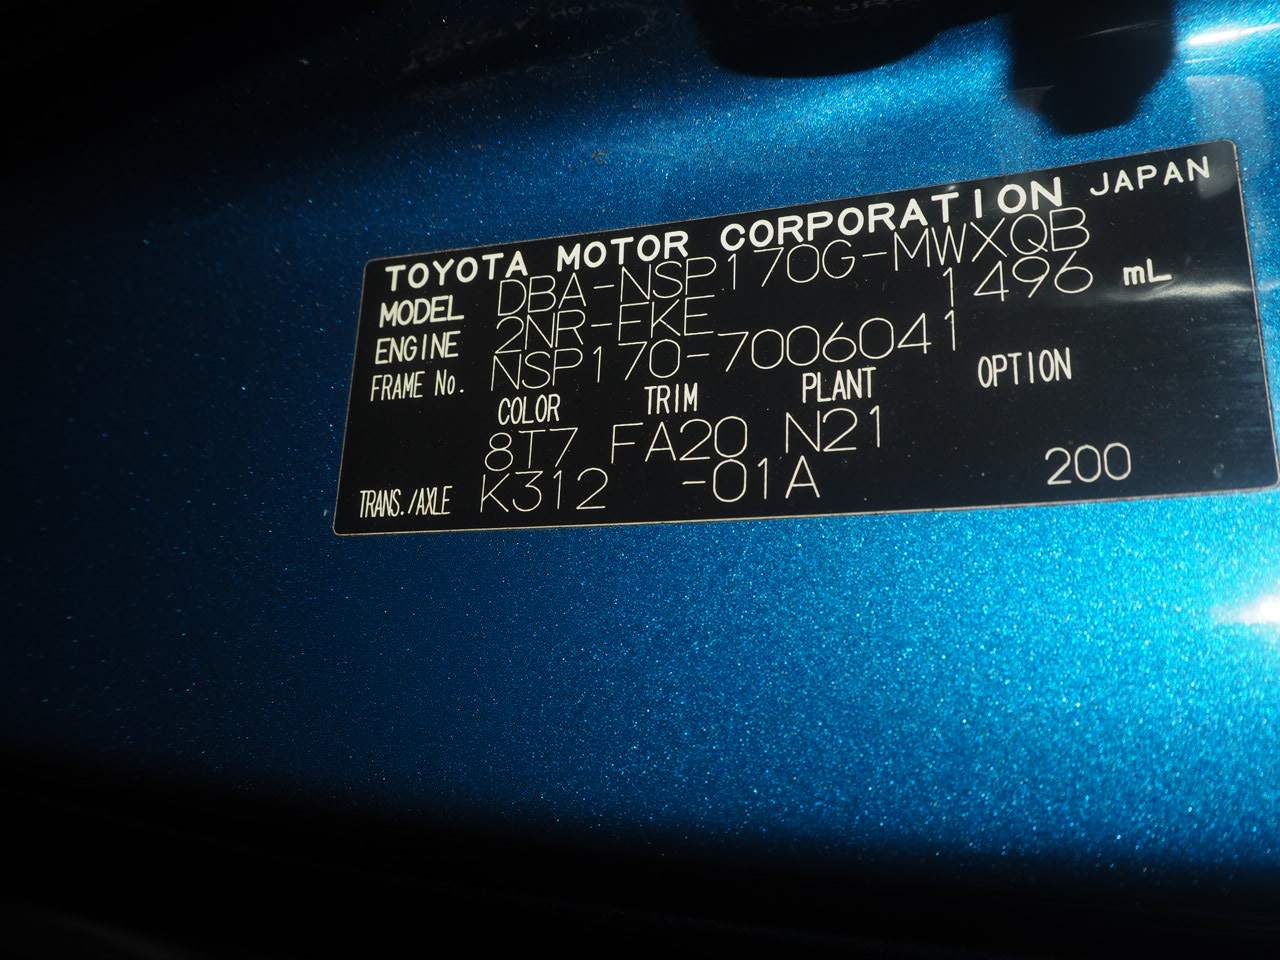 TOYOTA MOTOR CORPORATION JAPAN
MODEL DBA-NSP170G-MWXQB
ENGINE 2NR-FKE 1496 mL
FRAME No. NSP170-7006041
COLOR TRIM PLANT OPTION
8T7 FA20 N21
TRANS./AXLE K312 -01A 200